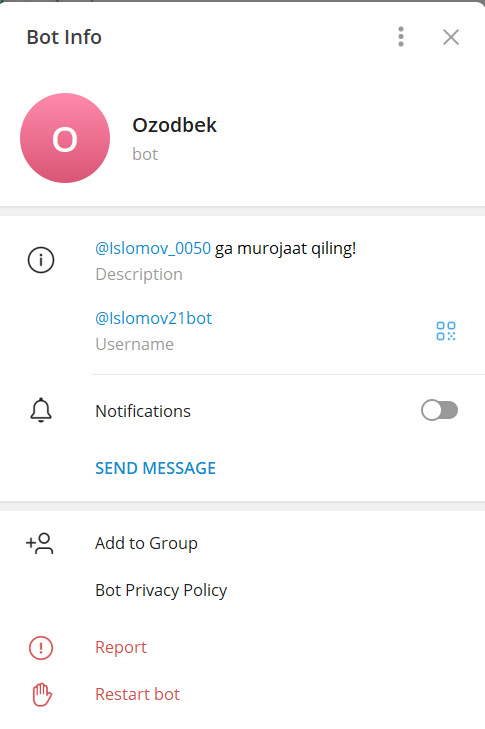 Bot Info
O
Ozodbek
bot
@Islomov_0050 ga murojaat qiling!
Description
@Islomov21bot
Username
Notifications
SEND MESSAGE
Add to Group
Bot Privacy Policy
Report
Restart bot